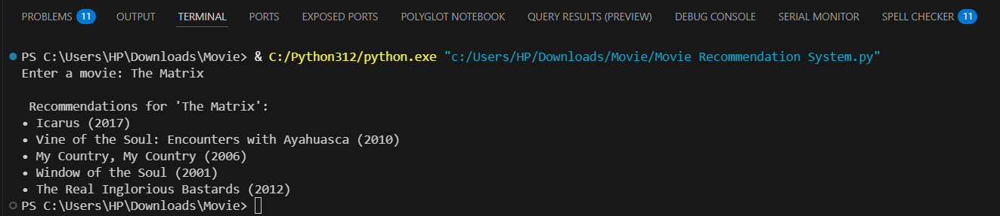 PROBLEMS 11 OUTPUT TERMINAL PORTS EXPOSED PORTS POLYGLOT NOTEBOOK QUERY RESULTS (PREVIEW) DEBUG CONSOLE SERIAL MONITOR SPELL CHECKER 11
PS C:\Users\HP\Downloads\Movie> & C:/Python312/python.exe "c:/Users/HP/Downloads/Movie/Movie Recommendation System.py"
Enter a movie: The Matrix
Recommendations for 'The Matrix':
• Icarus (2017)
• Vine of the Soul: Encounters with Ayahuasca (2010)
• My Country, My Country (2006)
• Window of the Soul (2001)
• The Real Inglorious Bastards (2012)
PS C:\Users\HP\Downloads\Movie>